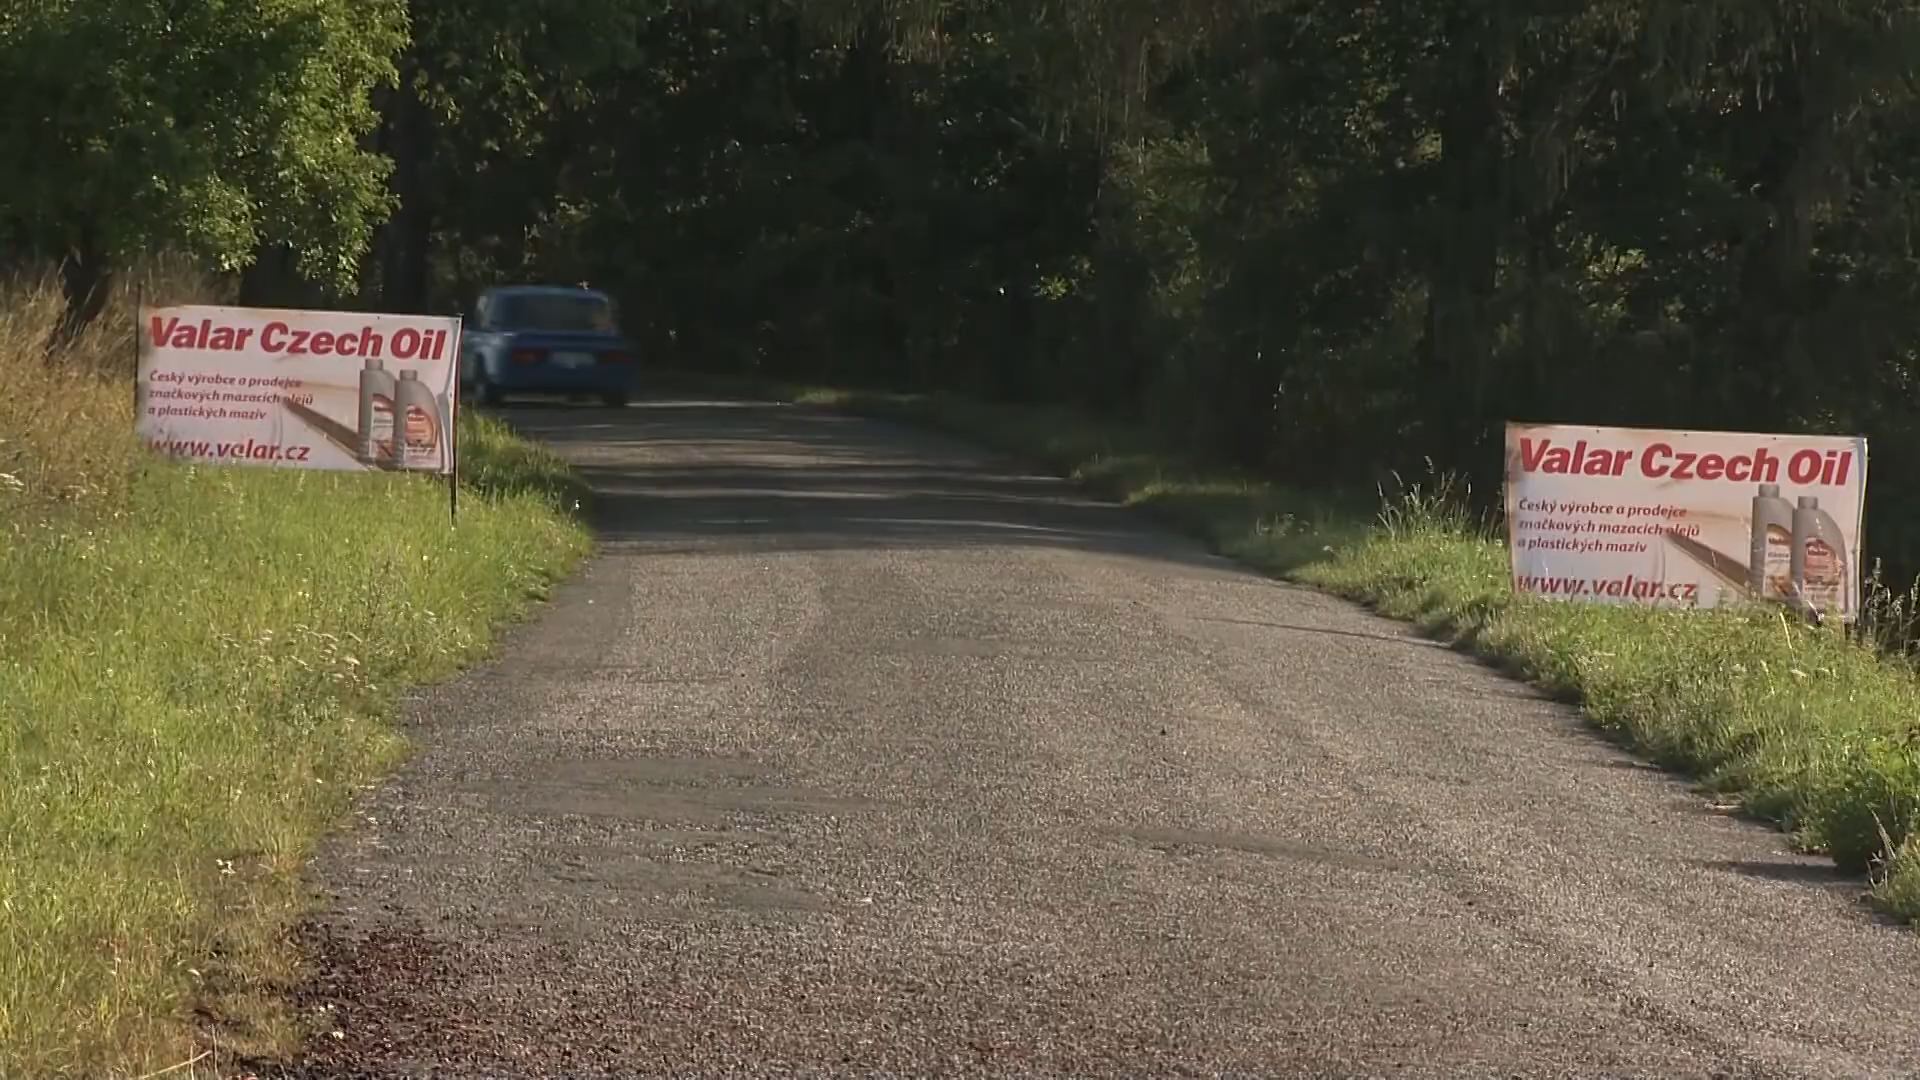 Valar Czech Oil
Český výrobce a prodejce
značkových mazacích olejů
a plastických maziv
www.valar.cz
Valar Czech Oil
Český výrobce a prodejce
značkových mazacích olejů
a plastických maziv
www.valar.cz